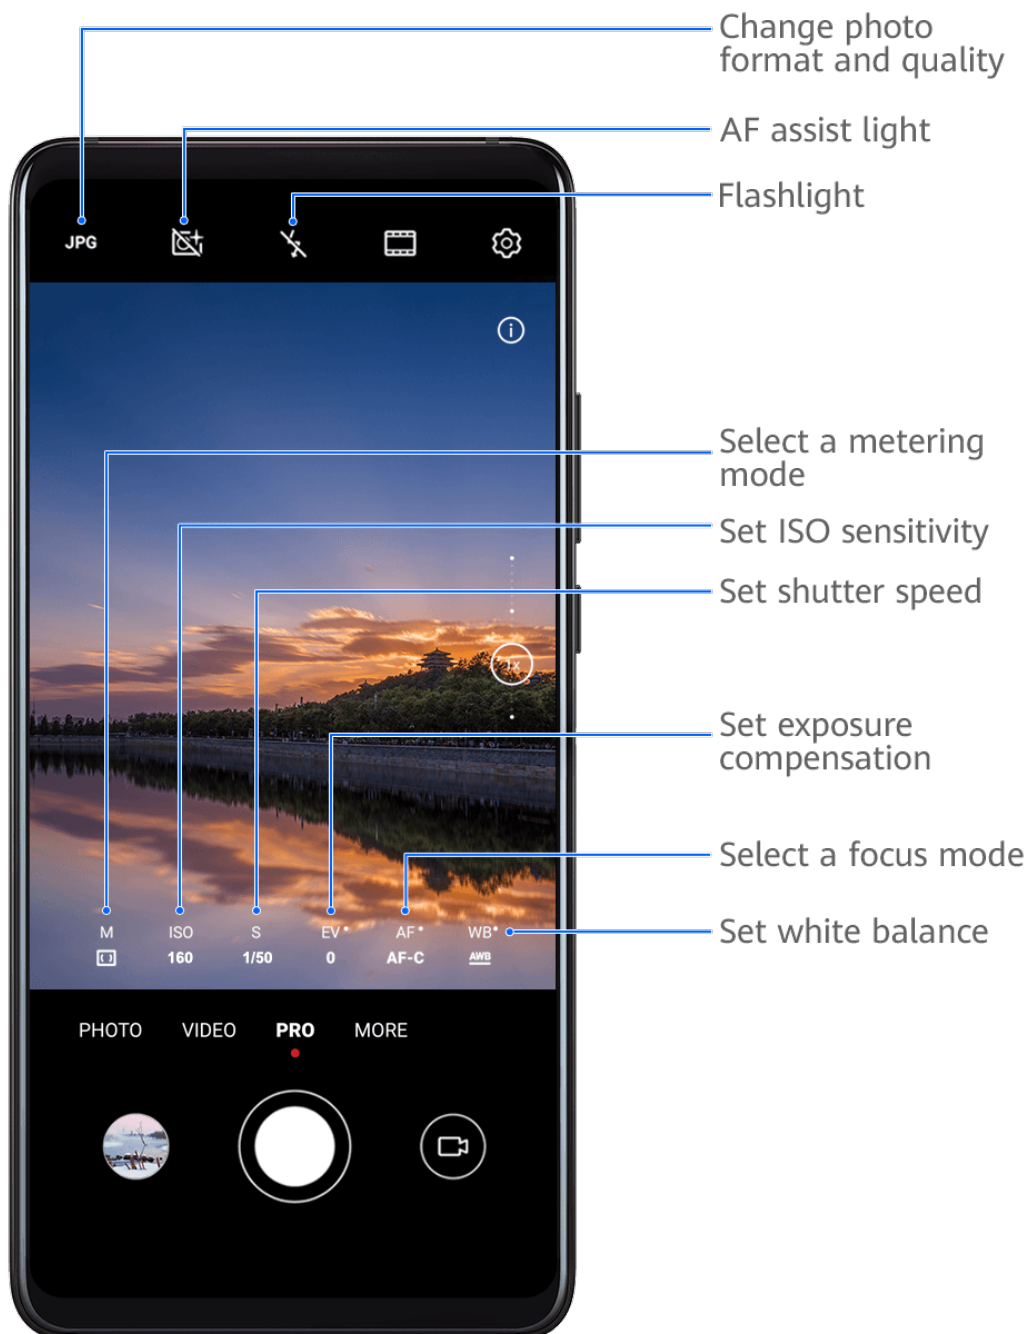 Change photo
format and quality
AF assist light
Flashlight
JPG
Select a metering
mode
Set ISO sensitivity
Set shutter speed
1x
Set exposure
compensation
Select a focus mode
Set white balance
M ISO S EV AF WB
160 1/50 0 AF-C AWB
PHOTO VIDEO PRO MORE